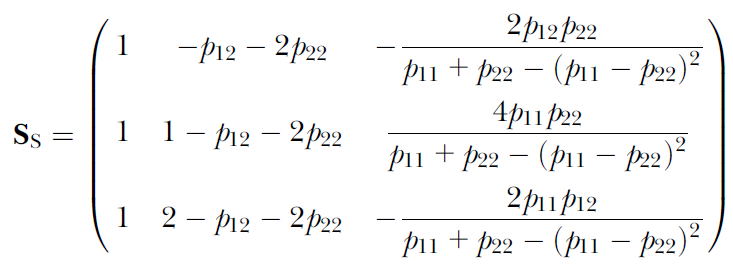 S_S = ( 1   −p_12 − 2p_22   −2p_12p_22 / (p_11 + p_22 − (p_11 − p_22)^2)
1   1 − p_12 − 2p_22   4p_11p_22 / (p_11 + p_22 − (p_11 − p_22)^2)
1   2 − p_12 − 2p_22   −2p_11p_12 / (p_11 + p_22 − (p_11 − p_22)^2) )